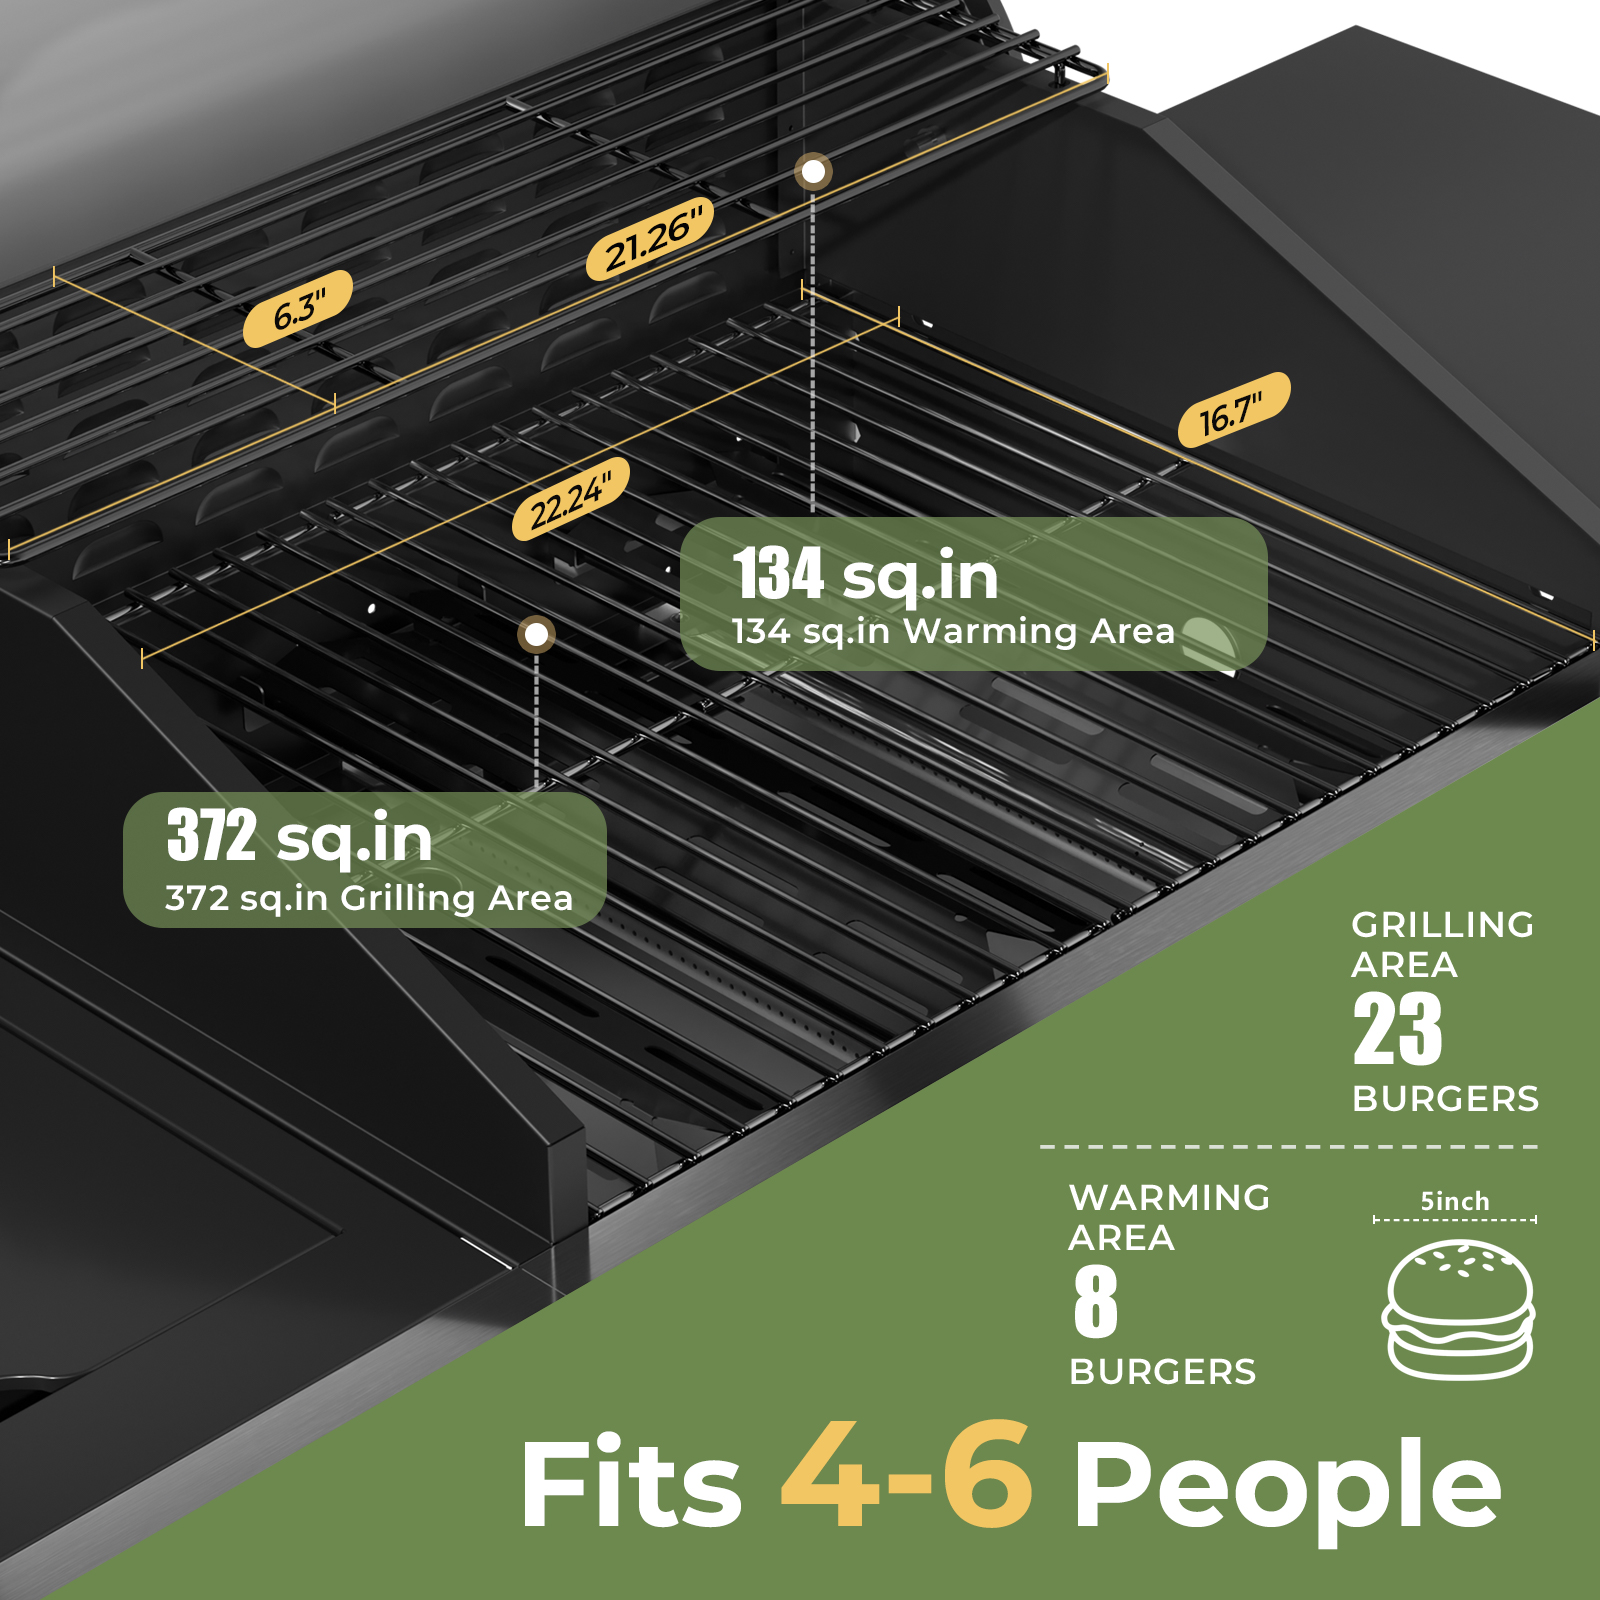 21.26"
6.3"
16.7"
22.24"
134 sq.in
134 sq.in Warming Area
372 sq.in
372 sq.in Grilling Area
GRILLING
AREA
23
BURGERS
WARMING
AREA
8
BURGERS
5inch
Fits 4-6 People